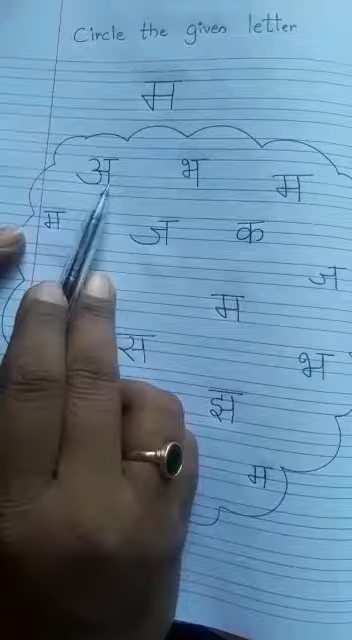 Circle the given letter
म
अ भ म
म ज क
ज
म
स भ
झ
म